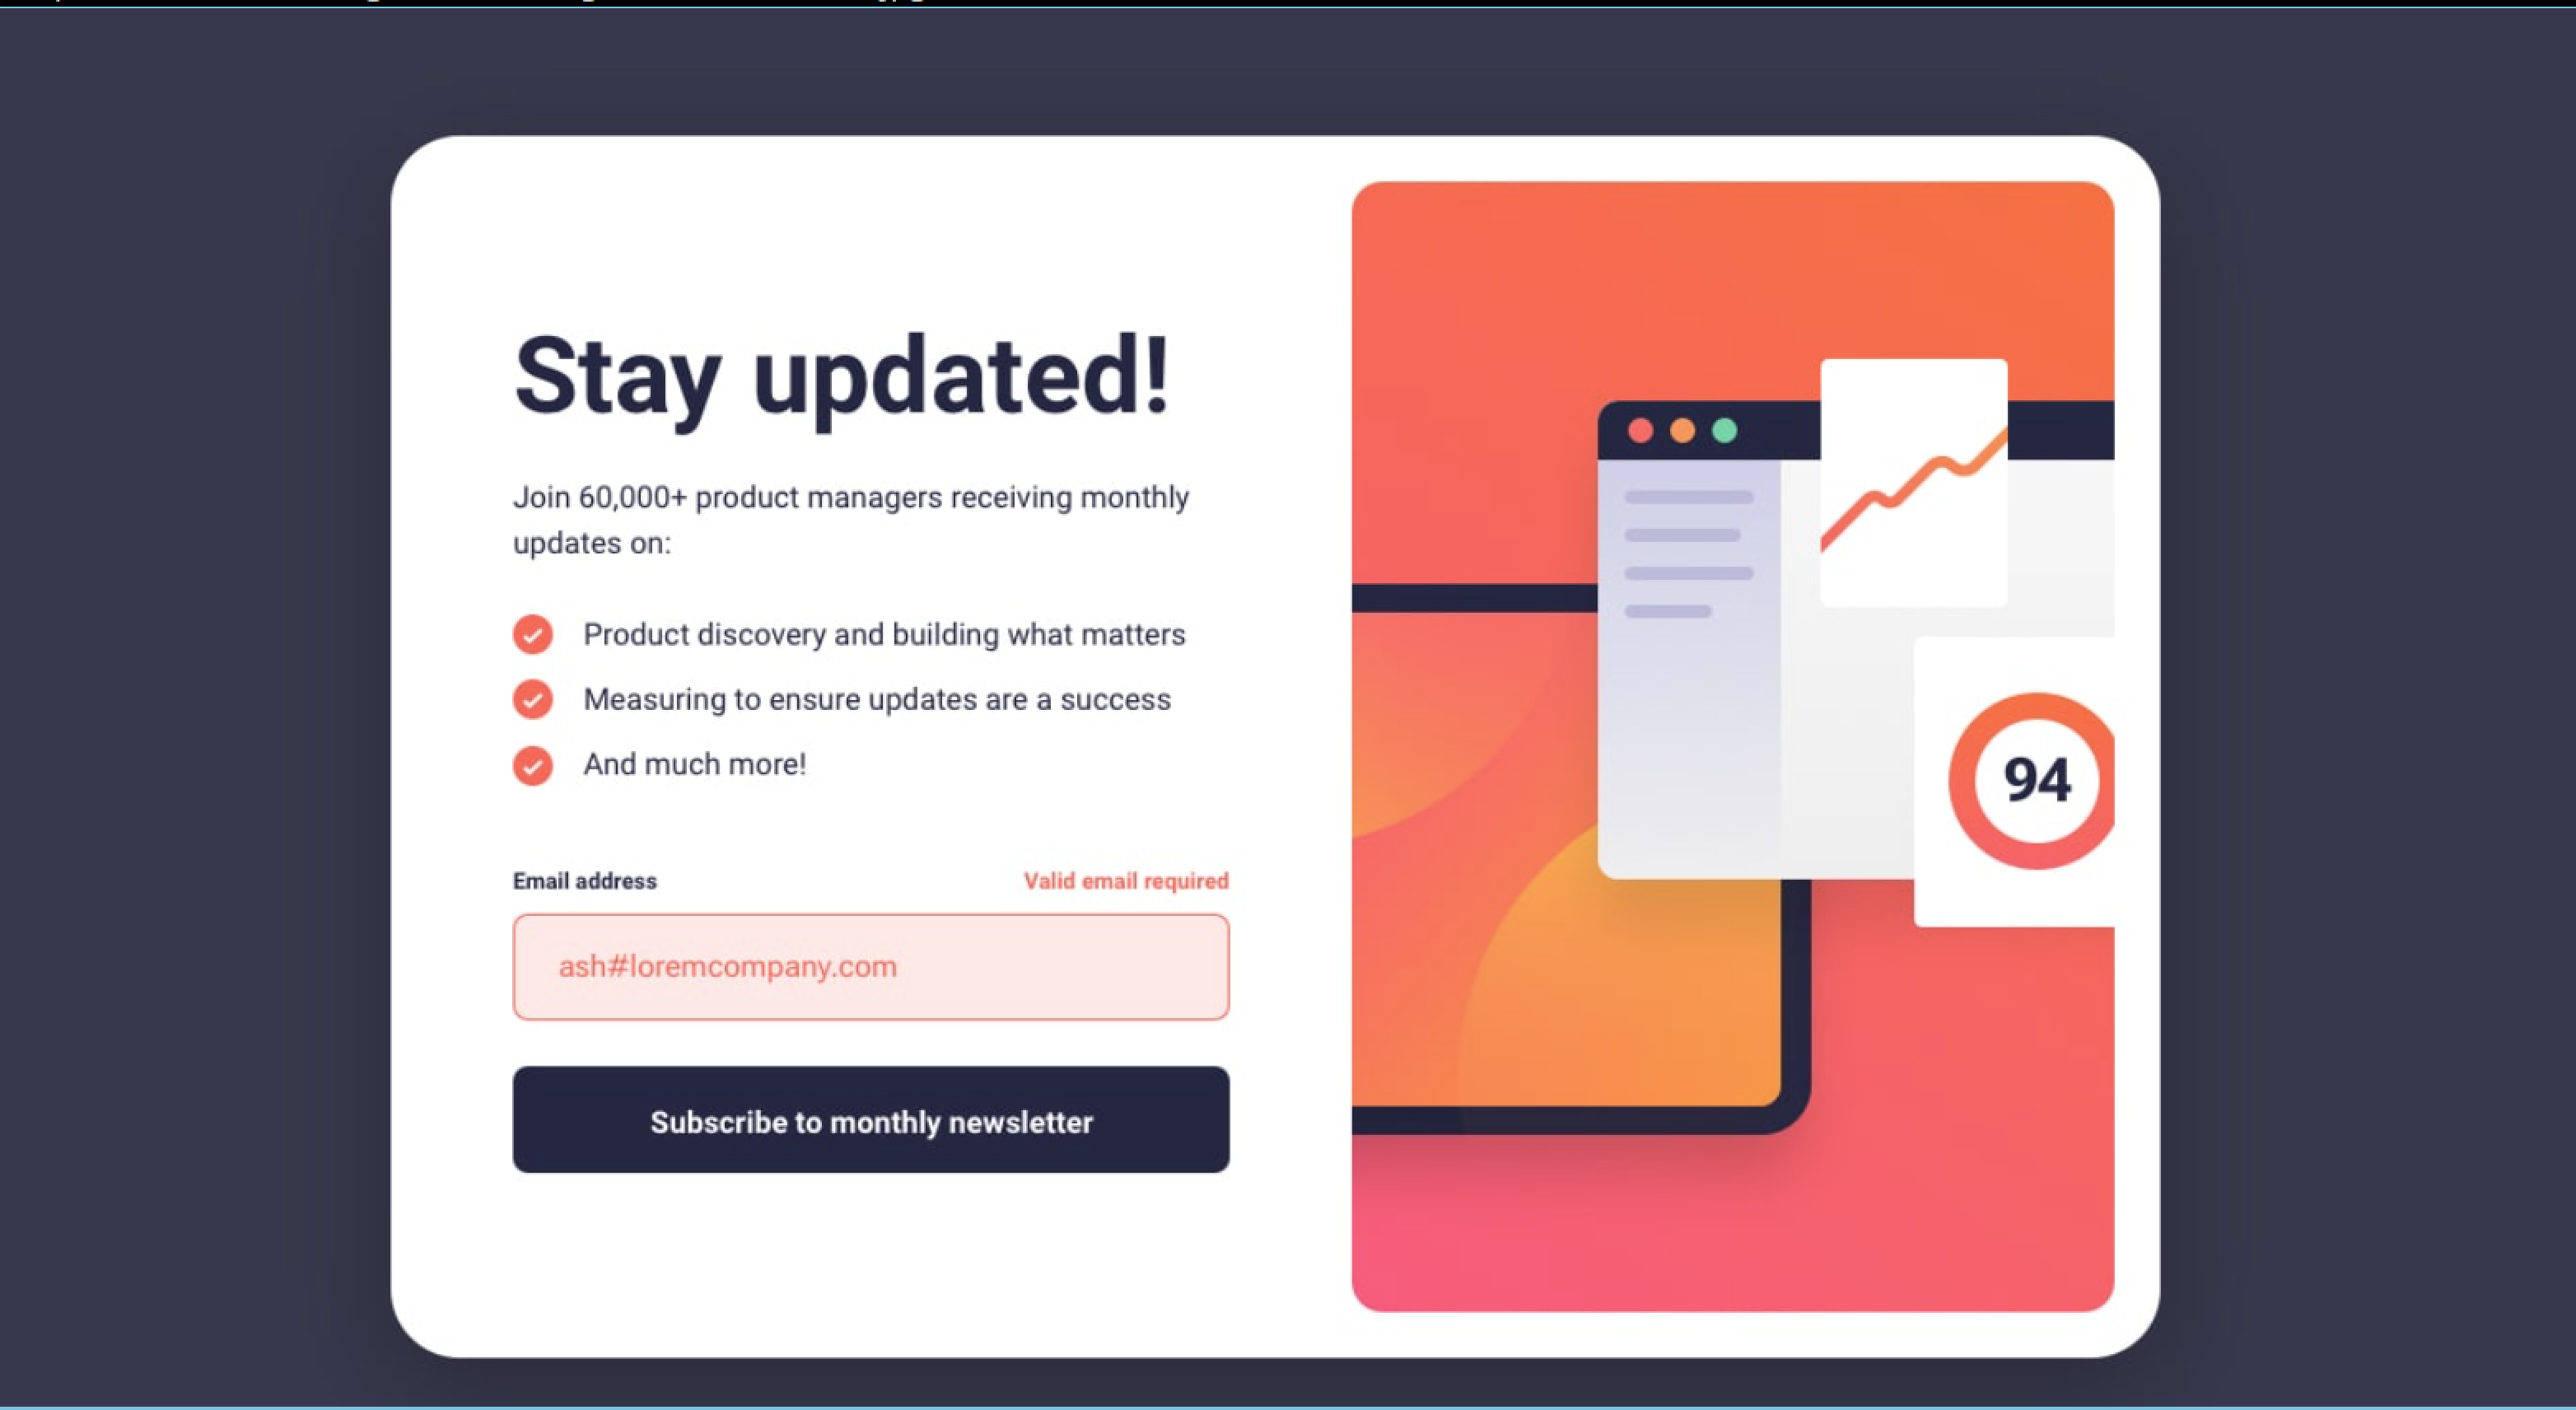 Stay updated!
Join 60,000+ product managers receiving monthly
updates on:
Product discovery and building what matters
Measuring to ensure updates are a success
And much more!
Email address
Valid email required
ash#loremcompany.com
Subscribe to monthly newsletter
94